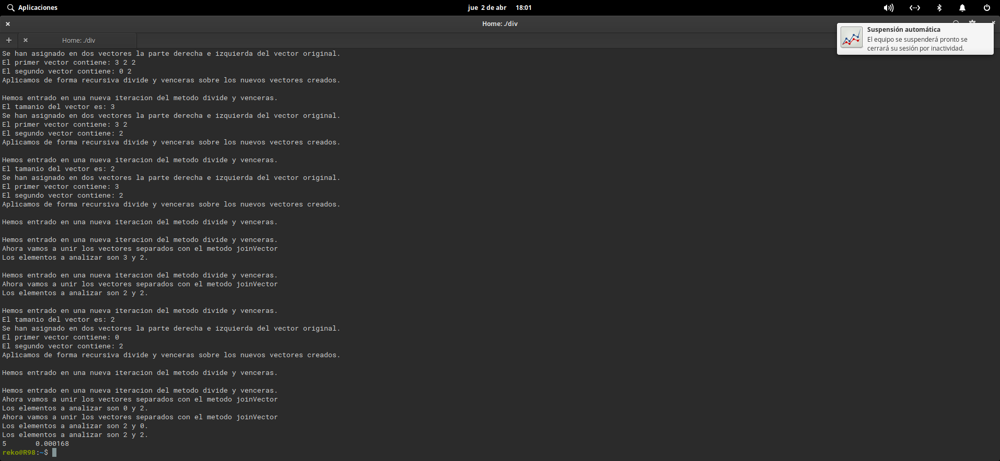 Aplicaciones
jue 2 de abr 18:01
Home: ./div
Home: ./div
Suspensión automática
El equipo se suspenderá pronto se
cerrará su sesión por inactividad.
Se han asignado en dos vectores la parte derecha e izquierda del vector original.
El primer vector contiene: 3 2 2
El segundo vector contiene: 0 2
Aplicamos de forma recursiva divide y venceras sobre los nuevos vectores creados.
Hemos entrado en una nueva iteracion del metodo divide y venceras.
El tamanio del vector es: 3
Se han asignado en dos vectores la parte derecha e izquierda del vector original.
El primer vector contiene: 3 2
El segundo vector contiene: 2
Aplicamos de forma recursiva divide y venceras sobre los nuevos vectores creados.
Hemos entrado en una nueva iteracion del metodo divide y venceras.
El tamanio del vector es: 2
Se han asignado en dos vectores la parte derecha e izquierda del vector original.
El primer vector contiene: 3
El segundo vector contiene: 2
Aplicamos de forma recursiva divide y venceras sobre los nuevos vectores creados.
Hemos entrado en una nueva iteracion del metodo divide y venceras.
Hemos entrado en una nueva iteracion del metodo divide y venceras.
Ahora vamos a unir los vectores separados con el metodo joinVector
Los elementos a analizar son 3 y 2.
Hemos entrado en una nueva iteracion del metodo divide y venceras.
Ahora vamos a unir los vectores separados con el metodo joinVector
Los elementos a analizar son 2 y 2.
Hemos entrado en una nueva iteracion del metodo divide y venceras.
El tamanio del vector es: 2
Se han asignado en dos vectores la parte derecha e izquierda del vector original.
El primer vector contiene: 0
El segundo vector contiene: 2
Aplicamos de forma recursiva divide y venceras sobre los nuevos vectores creados.
Hemos entrado en una nueva iteracion del metodo divide y venceras.
Hemos entrado en una nueva iteracion del metodo divide y venceras.
Ahora vamos a unir los vectores separados con el metodo joinVector
Los elementos a analizar son 0 y 2.
Ahora vamos a unir los vectores separados con el metodo joinVector
Los elementos a analizar son 2 y 0.
Los elementos a analizar son 2 y 2.
5 0.000168
reko@R98:~$